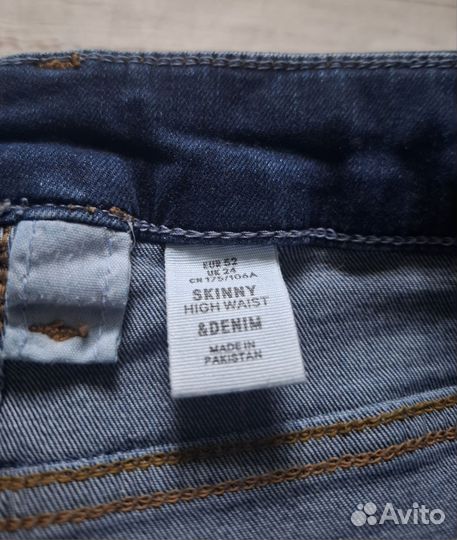 EUR 52
UK 24
CN 175/106A
SKINNY
HIGH WAIST
&DENIM
MADE IN
PAKISTAN
Avito